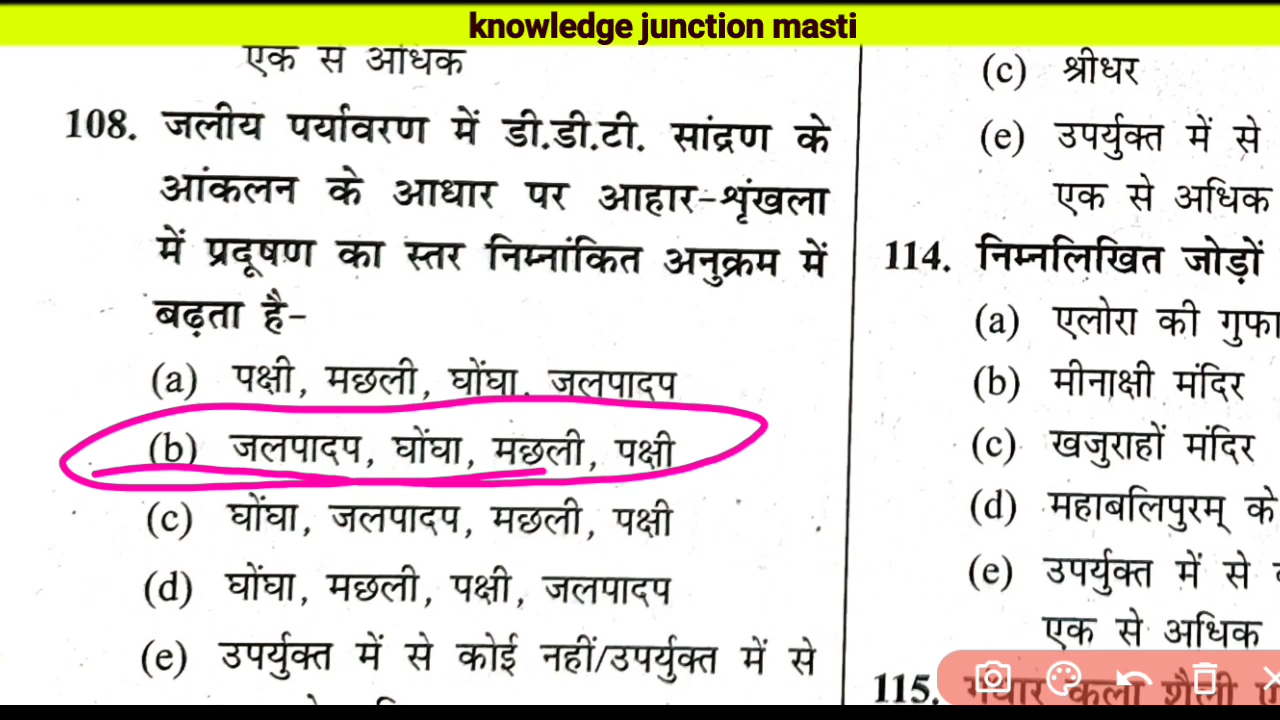 knowledge junction masti
एक से अधिक
108. जलीय पर्यावरण में डी.डी.टी. सांद्रण के
आंकलन के आधार पर आहार-शृंखला
में प्रदूषण का स्तर निम्नांकित अनुक्रम में
बढ़ता है-
(a) पक्षी, मछली, घोंघा, जलपादप
(b) जलपादप, घोंघा, मछली, पक्षी
(c) घोंघा, जलपादप, मछली, पक्षी
(d) घोंघा, मछली, पक्षी, जलपादप
(e) उपर्युक्त में से कोई नहीं/उपर्युक्त में से
(c) श्रीधर
(e) उपर्युक्त में से
एक से अधिक
114. निम्नलिखित जोड़ों
(a) एलोरा की गुफा
(b) मीनाक्षी मंदिर
(c) खजुराहों मंदिर
(d) महाबलिपुरम् के
(e) उपर्युक्त में से
एक से अधिक
115. कला शैली